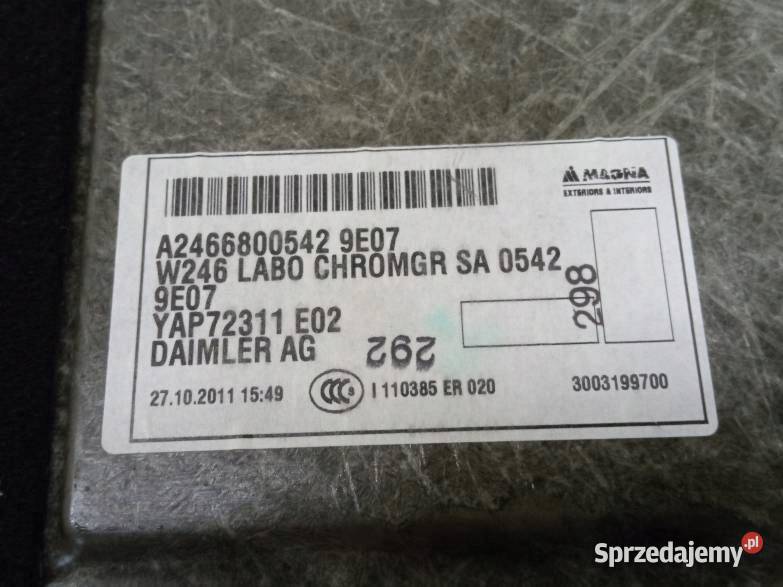 MAGNA
EXTERIORS & INTERIORS
A2466800542 9E07
W246 LABO CHROMGR SA 0542
9E07
YAP72311 E02
DAIMLER AG
292
298
27.10.2011 15:49
CCC
I 110385 ER 020
3003199700
Sprzedajemy.pl